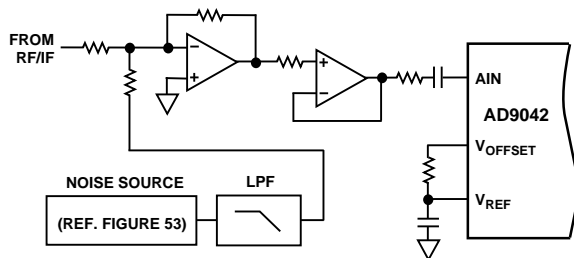 FROM
RF/IF
−
+
+
−
AIN
AD9042
VOFFSET
VREF
NOISE SOURCE
(REF. FIGURE 53)
LPF